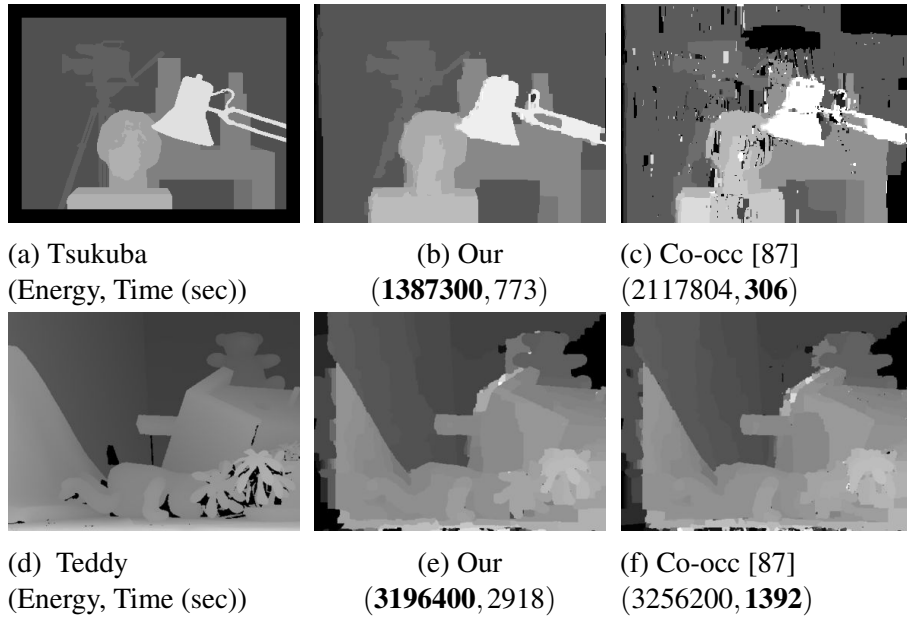 (a) Tsukuba
(Energy, Time (sec))
(b) Our
(1387300, 773)
(c) Co-occ [87]
(2117804, 306)
(d) Teddy
(Energy, Time (sec))
(e) Our
(3196400, 2918)
(f) Co-occ [87]
(3256200, 1392)